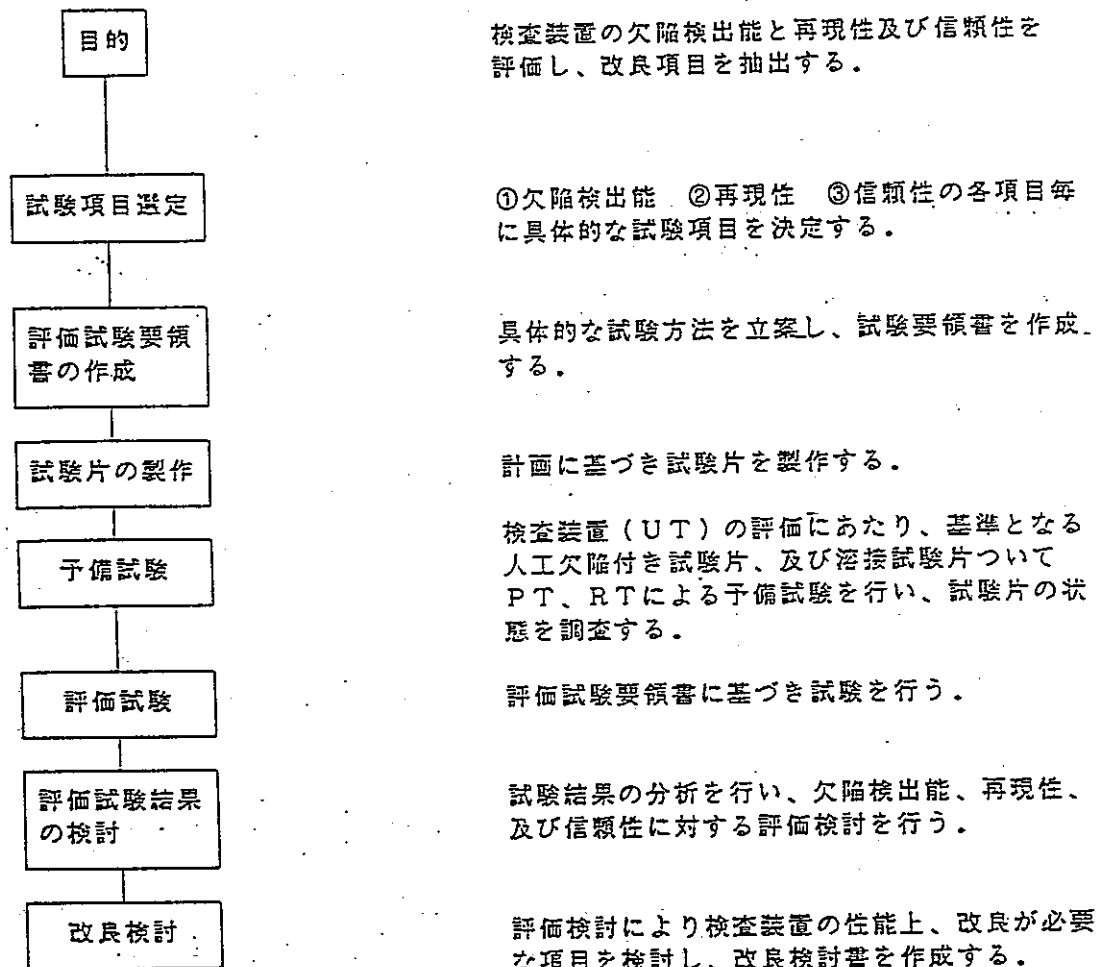 目的
検査装置の欠陥検出能と再現性及び信頼性を
評価し、改良項目を抽出する.
試験項目選定
①欠陥検出能 ②再現性 ③信頼性の各項目毎
に具体的な試験項目を決定する.
評価試験要領
書の作成
具体的な試験方法を立案し、試験要領書を作成
する.
試験片の製作
計画に基づき試験片を製作する.
予備試験
検査装置(UT)の評価にあたり、基準となる
人工欠陥付き試験片、及び溶接試験片ついて
PT、RTによる予備試験を行い、試験片の状
態を調査する.
評価試験
評価試験要領書に基づき試験を行う.
評価試験結果
の検討
試験結果の分析を行い、欠陥検出能、再現性、
及び信頼性に対する評価検討を行う.
改良検討
評価検討により検査装置の性能上、改良が必要
な項目を検討し、改良検討書を作成する.